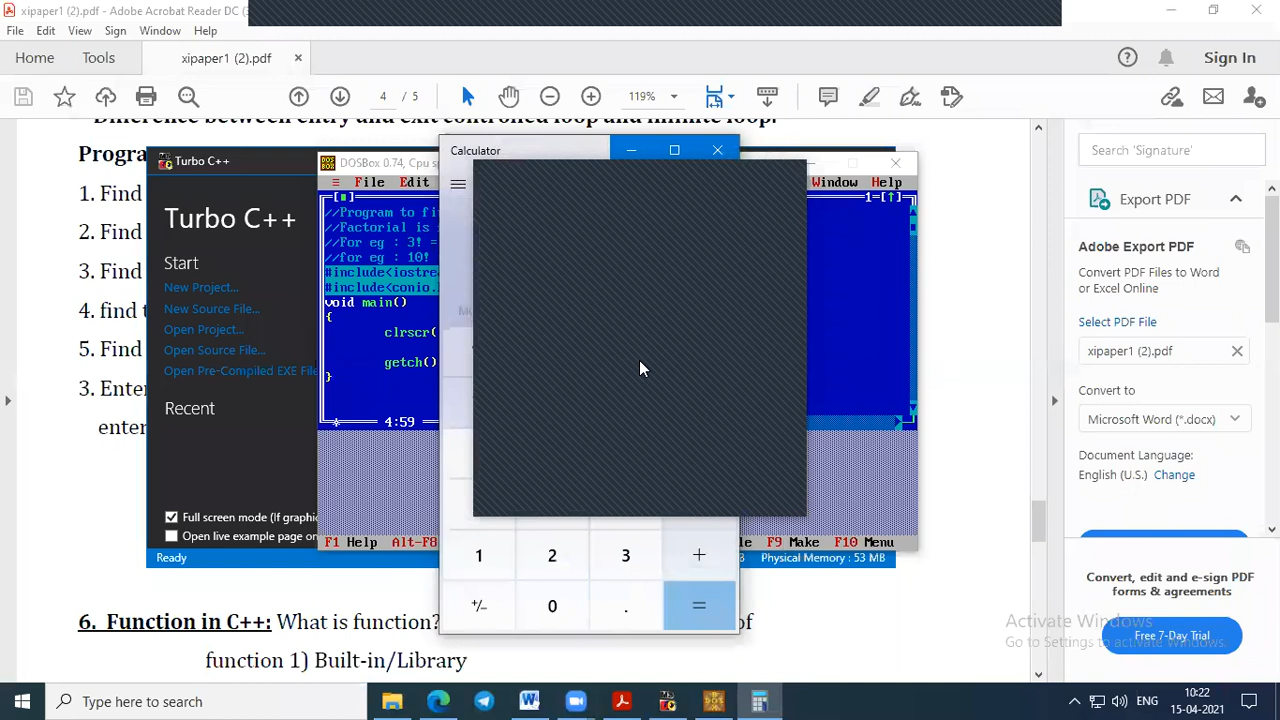 xipaper1 (2).pdf - Adobe Acrobat Reader DC (
File Edit View Sign Window Help
Home Tools xipaper1 (2).pdf × Sign In
4 / 5 119%
Difference between entry and exit controlled loop and infinite loop.
Progra
1. Find
2. Find
3. Find
4. find t
5. Find
3. Enter
enter
Turbo C++
Turbo C++
Start
New Project...
New Source File...
Open Project...
Open Source File...
Open Pre-Compiled EXE File
Recent
Full screen mode (If graphi
Open live example page on
Ready
Physical Memory : 53 MB
DOSBox 0.74, Cpu sp
File Edit
Window Help
1=[↑]
//Program to fi
//Factorial is
//For eg : 3! =
//for eg : 10!
#include<iostrea
#include<conio.
void main()
{
clrscr(
getch()
}
4:59
F1 Help Alt-F8
F9 Make F10 Menu
Calculator
1 2 3 +
+/- 0 . =
6. Function in C++: What is function?
of
function 1) Built-in/Library
Search 'Signature'
Export PDF
Adobe Export PDF
Convert PDF Files to Word
or Excel Online
Select PDF File
xipaper1 (2).pdf
Convert to
Microsoft Word (*.docx)
Document Language:
English (U.S.) Change
Convert, edit and e-sign PDF
forms & agreements
Free 7-Day Trial
Activate Windows
Go to Settings to activate Windows.
Type here to search
ENG
10:22
15-04-2021